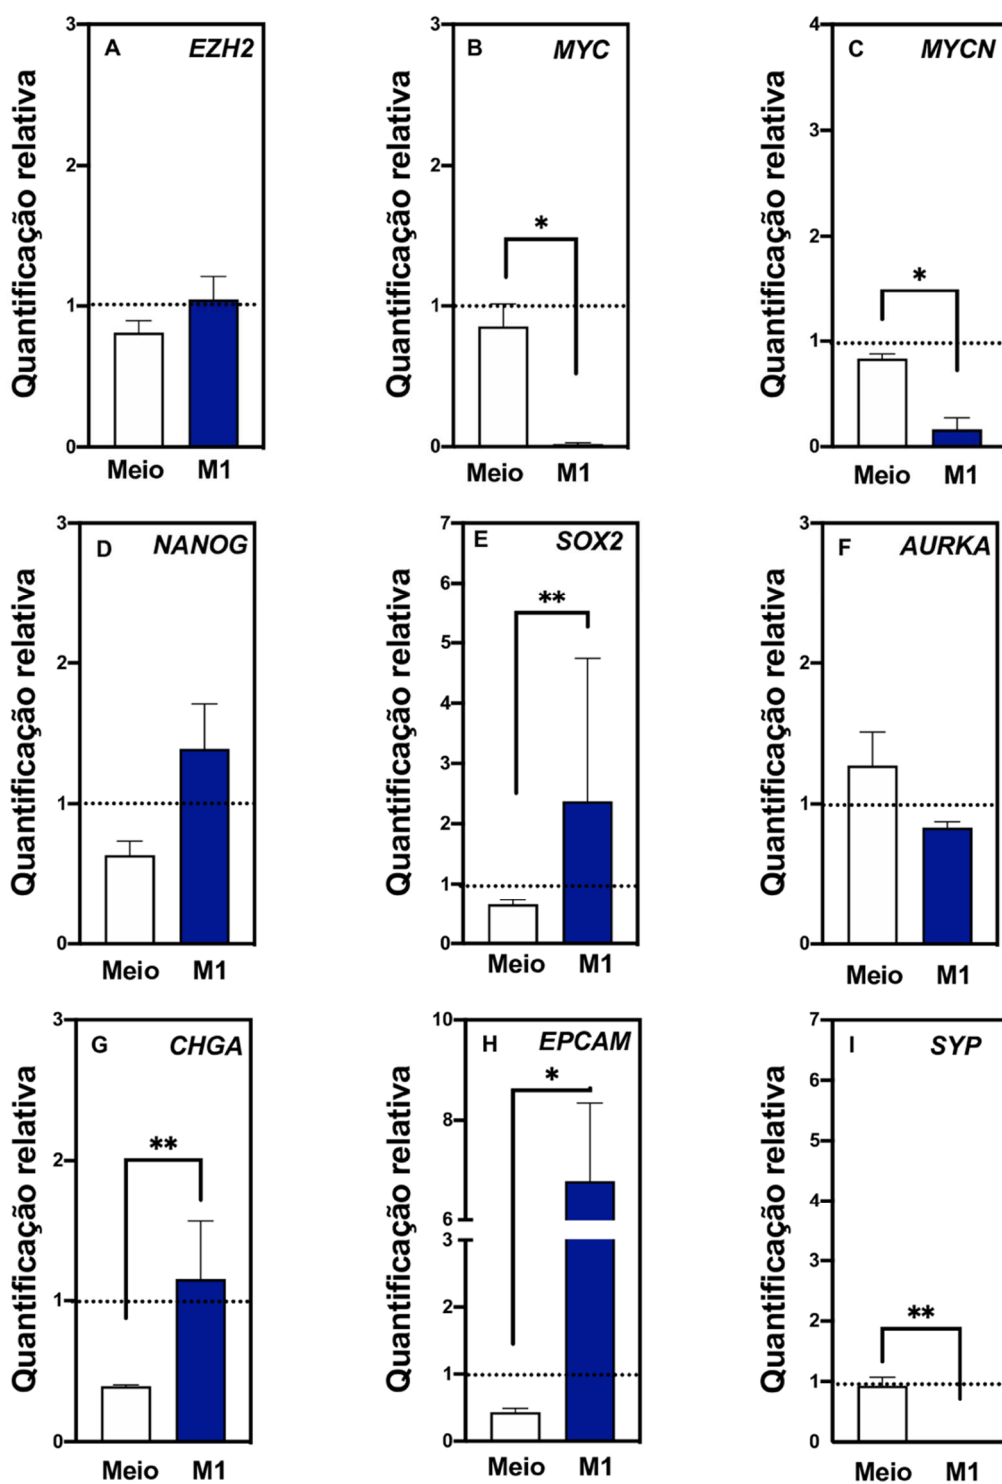 A EZH2
Quantificação relativa
3
2
1
0
Meio M1
B MYC
Quantificação relativa
3
2
1
0
*
Meio M1
C MYCN
Quantificação relativa
4
3
2
1
0
*
Meio M1
D NANOG
Quantificação relativa
3
2
1
0
Meio M1
E SOX2
Quantificação relativa
7
6
5
4
3
2
1
0
**
Meio M1
F AURKA
Quantificação relativa
3
2
1
0
Meio M1
G CHGA
Quantificação relativa
3
2
1
0
**
Meio M1
H EPCAM
Quantificação relativa
10
8
6
3
2
1
0
*
Meio M1
I SYP
Quantificação relativa
7
6
5
4
3
2
1
0
**
Meio M1